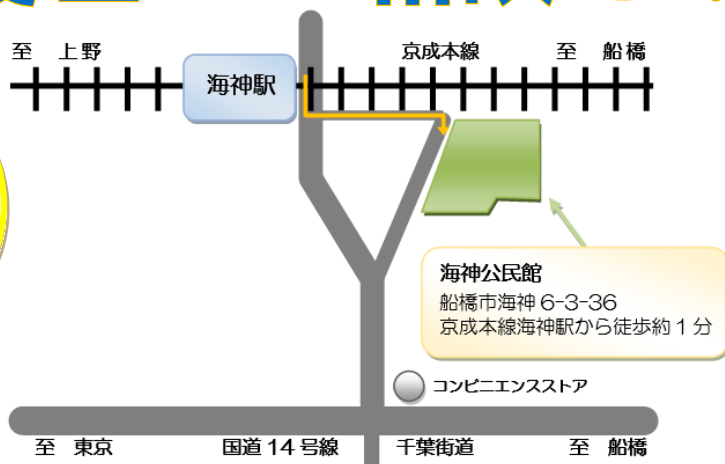 至 上野
京成本線
至 船橋
海神駅
海神公民館
船橋市海神 6-3-36
京成本線海神駅から徒歩約 1 分
コンビニエンスストア
至 東京
国道 14 号線
千葉街道
至 船橋